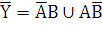 Y̅ = A̅B ∪ AB̅